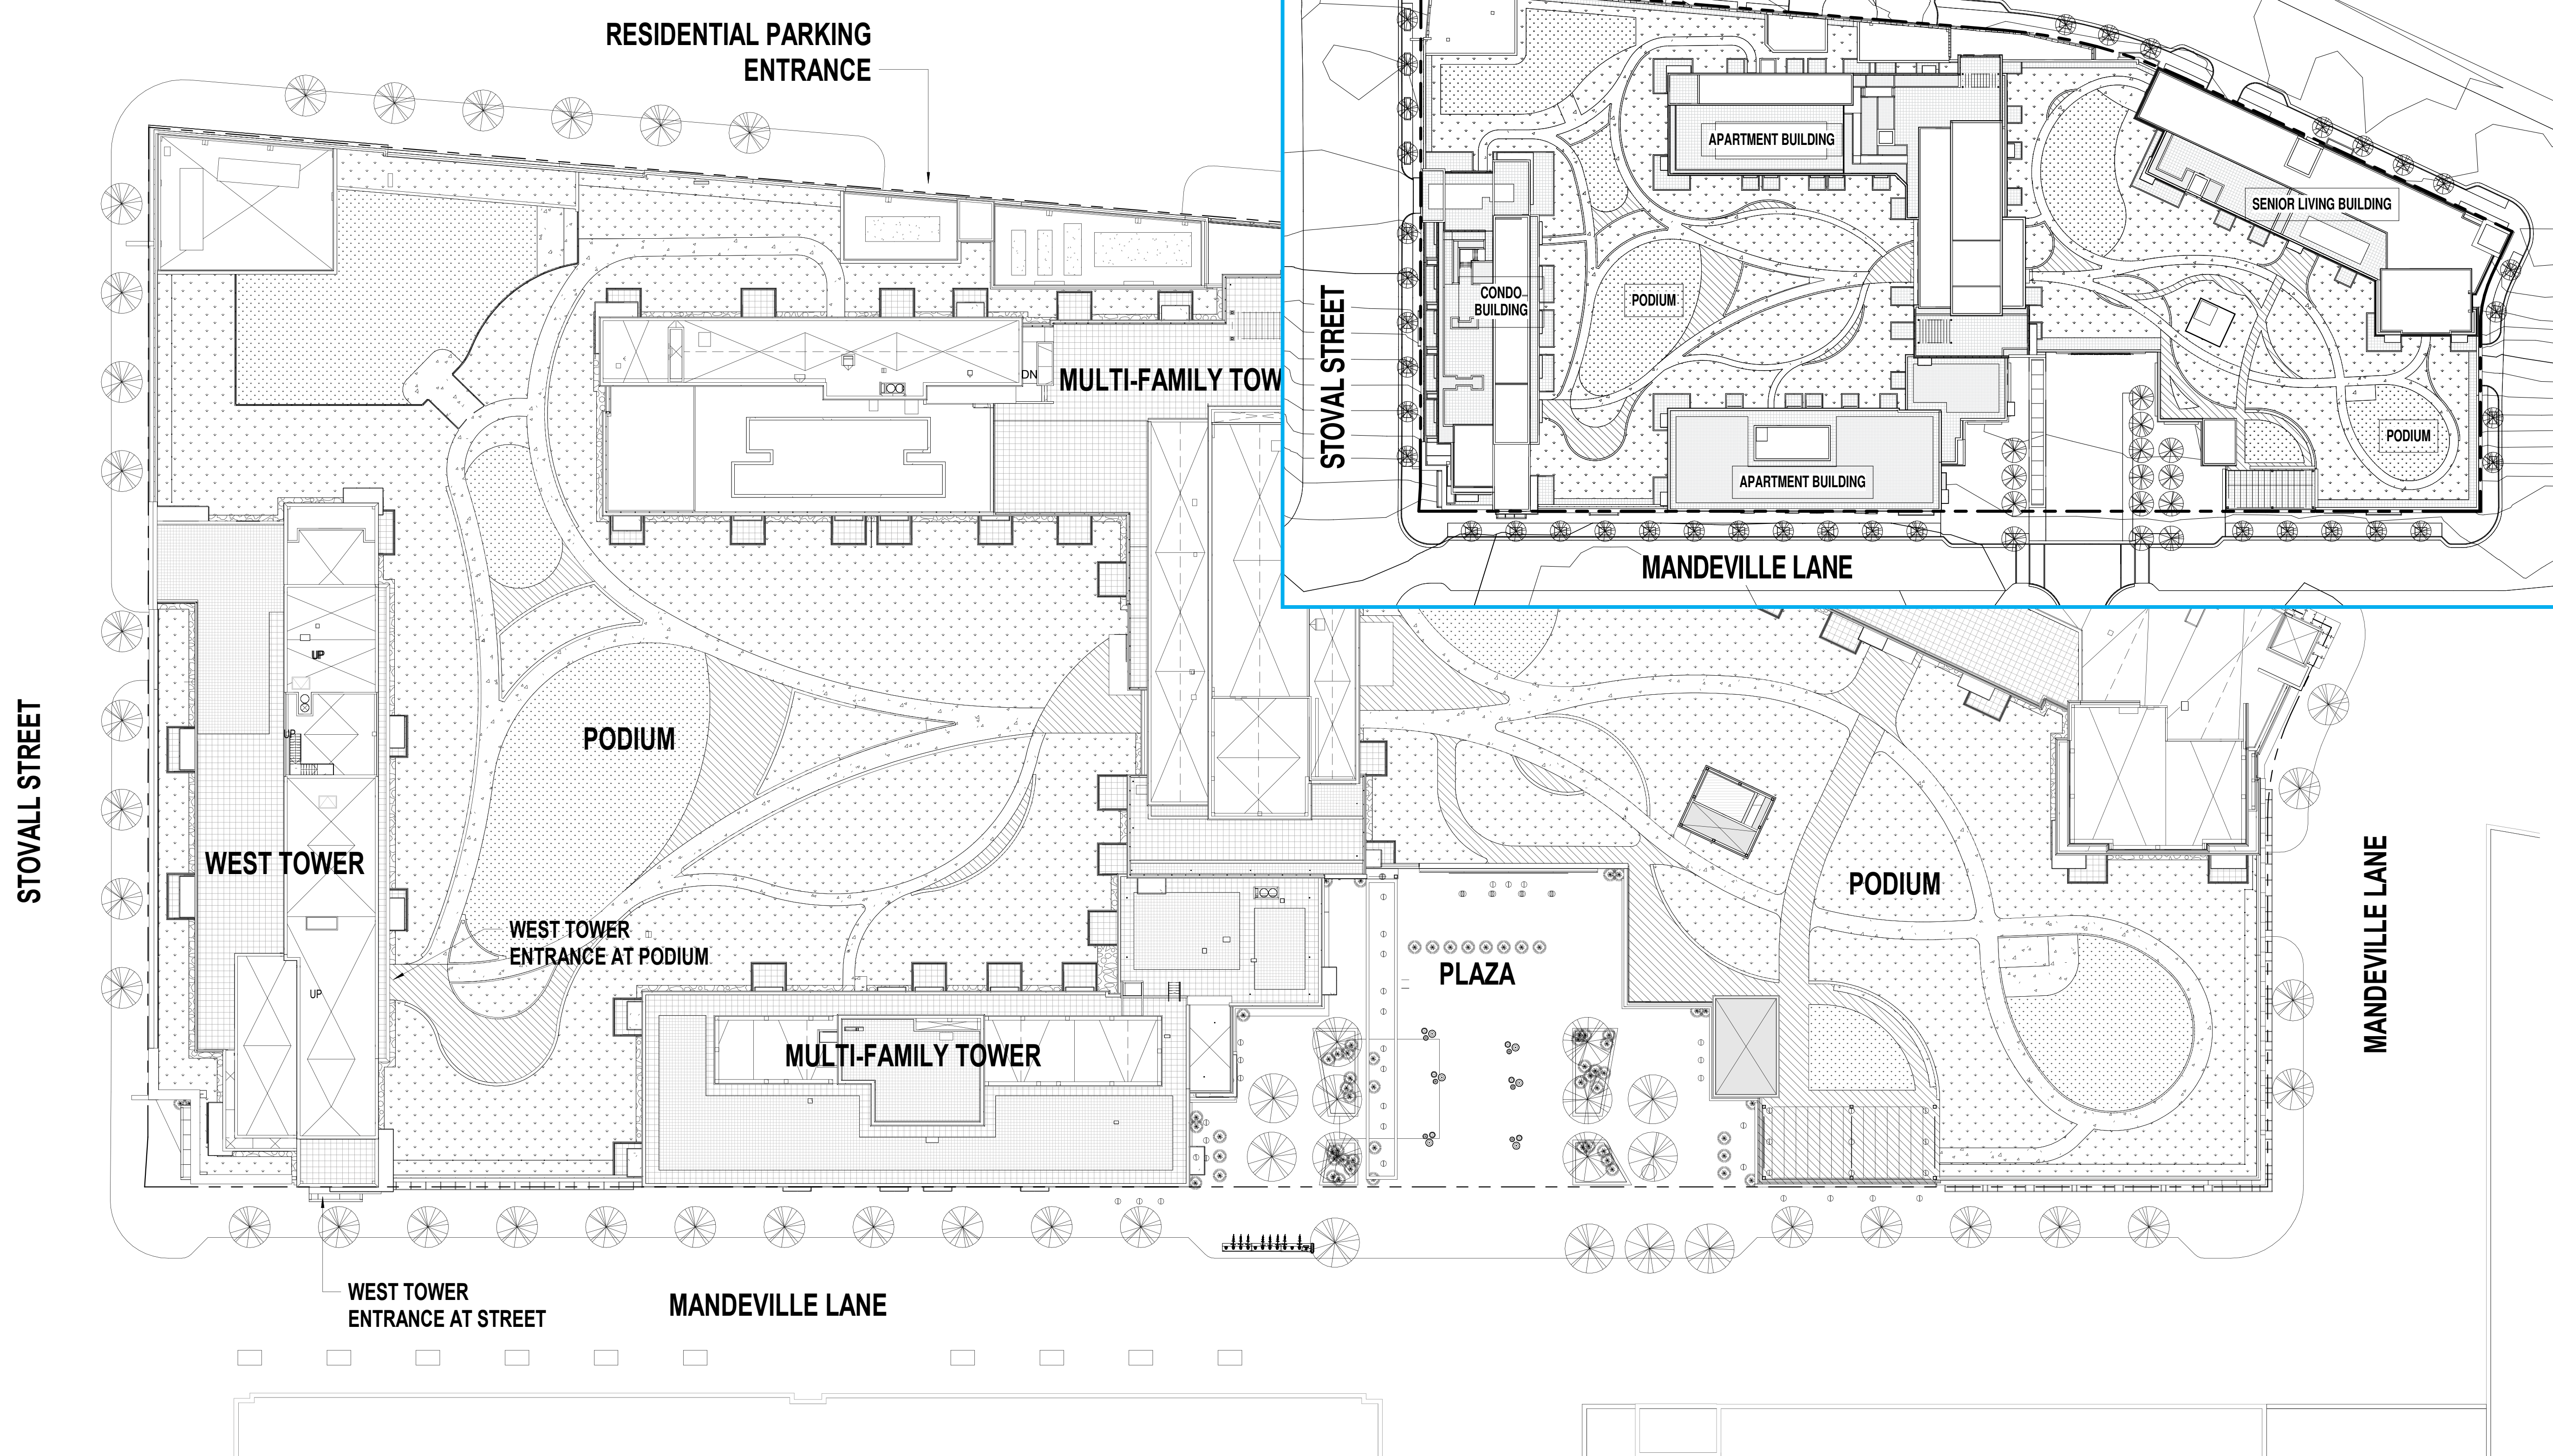 RESIDENTIAL PARKING
ENTRANCE
APARTMENT BUILDING
SENIOR LIVING BUILDING
CONDO
BUILDING
PODIUM
STOVAL STREET
PODIUM
APARTMENT BUILDING
MANDEVILLE LANE
DN
MULTI-FAMILY TOW
UP
UP
PODIUM
STOVALL STREET
WEST TOWER
PODIUM
MANDEVILLE LANE
WEST TOWER
ENTRANCE AT PODIUM
PLAZA
UP
MULTI-FAMILY TOWER
WEST TOWER
ENTRANCE AT STREET
MANDEVILLE LANE